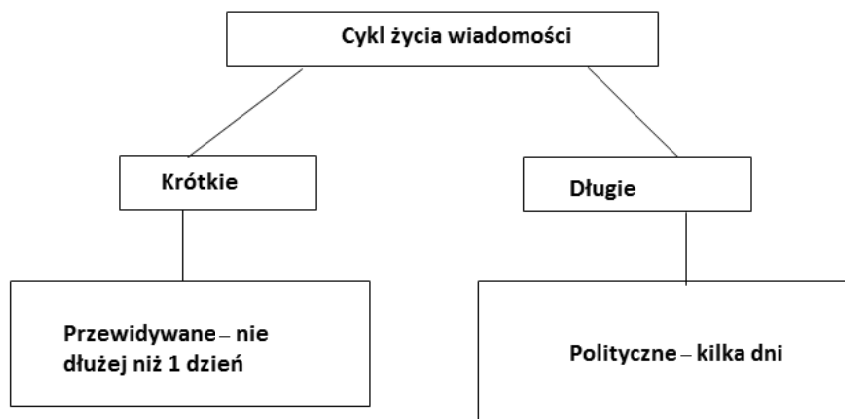 Cykl życia wiadomości
Krótkie
Długie
Przewidywane – nie
dłużej niż 1 dzień
Polityczne – kilka dni